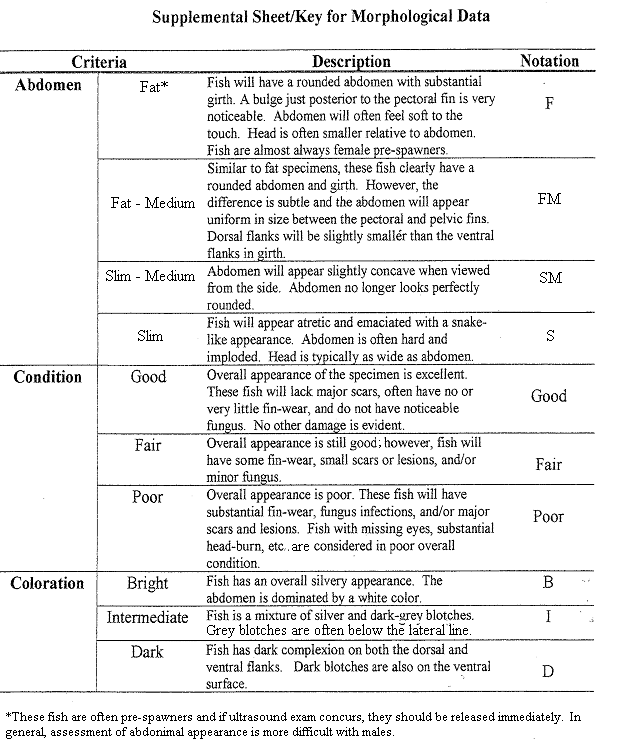 Supplemental Sheet/Key for Morphological Data
Criteria Description Notation
Abdomen Fat* Fish will have a rounded abdomen with substantial
girth. A bulge just posterior to the pectoral fin is very
noticeable. Abdomen will often feel soft to the F
touch. Head is often smaller relative to abdomen.
Fish are almost always female pre-spawners.
Similar to fat specimens, these fish clearly have a
rounded abdomen and girth. However, the
Fat - Medium difference is subtle and the abdomen will appear FM
uniform in size between the pectoral and pelvic fins.
Dorsal flanks will be slightly smaller than the ventral
flanks in girth.
Slim - Medium Abdomen will appear slightly concave when viewed SM
from the side. Abdomen no longer looks perfectly
rounded.
Fish will appear atretic and emaciated with a snake-
Slim like appearance. Abdomen is often hard and S
imploded. Head is typically as wide as abdomen.
Condition Good Overall appearance of the specimen is excellent.
These fish will lack major scars, often have no or Good
very little fin-wear, and do not have noticeable
fungus. No other damage is evident.
Fair Overall appearance is still good; however, fish will
have some fin-wear, small scars or lesions, and/or Fair
minor fungus.
Poor Overall appearance is poor. These fish will have
substantial fin-wear, fungus infections, and/or major Poor
scars and lesions. Fish with missing eyes, substantial
head-burn, etc.. are considered in poor overall
condition.
Coloration Bright Fish has an overall silvery appearance. The B
abdomen is dominated by a white color.
Intermediate Fish is a mixture of silver and dark-grey blotches. I
Grey blotches are often below the lateral line.
Dark Fish has dark complexion on both the dorsal and
ventral flanks. Dark blotches are also on the ventral D
surface.
*These fish are often pre-spawners and if ultrasound exam concurs, they should be released immediately. In
general, assessment of abdonimal appearance is more difficult with males.